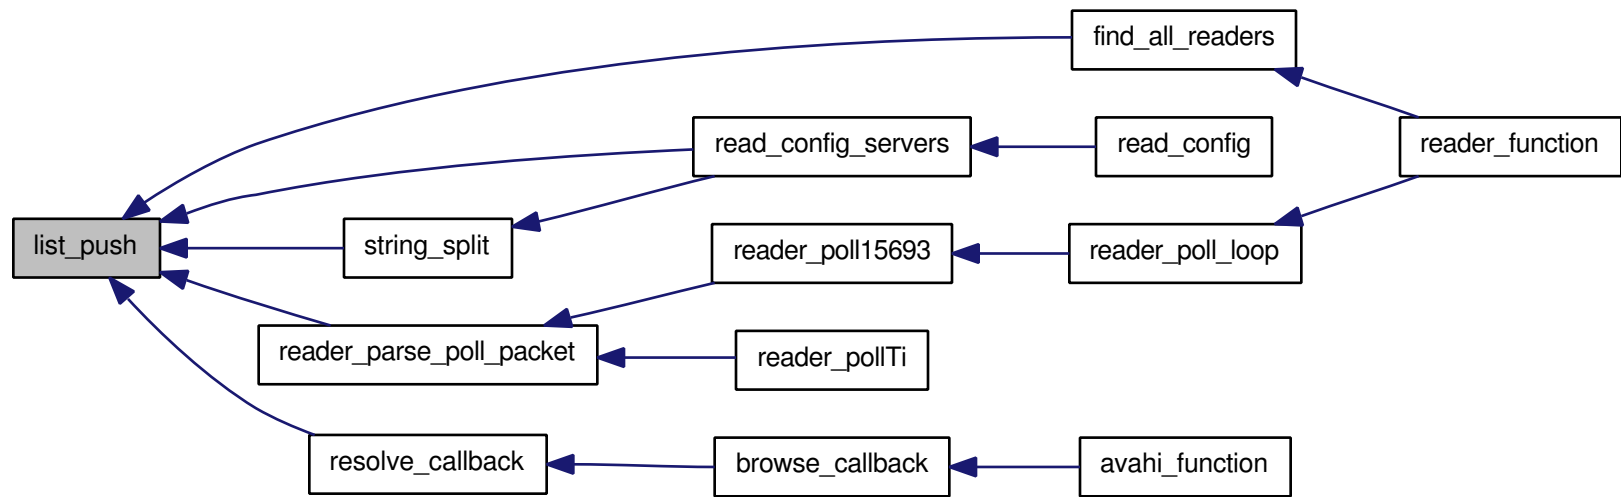 find_all_readers
read_config_servers
read_config
reader_function
list_push
string_split
reader_poll15693
reader_poll_loop
reader_parse_poll_packet
reader_pollTi
resolve_callback
browse_callback
avahi_function